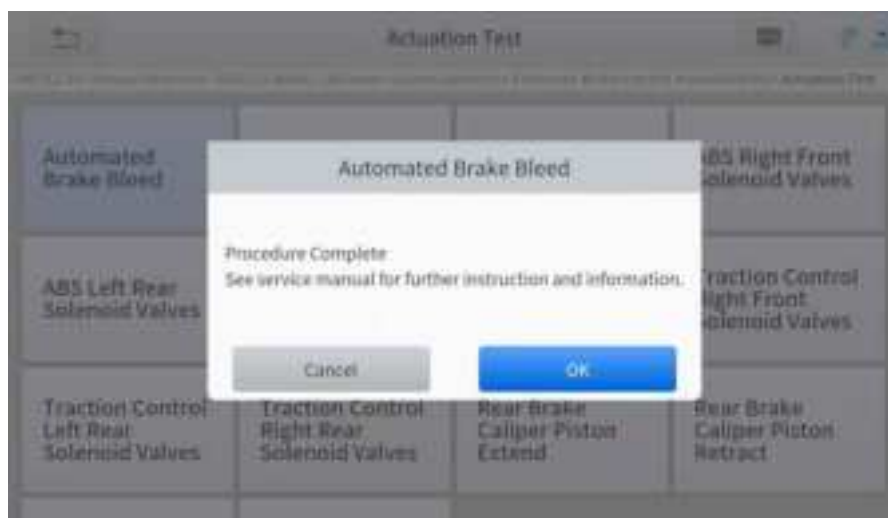 Actuation Test
Actuation Test
Automated
Brake Bleed
ABS Right Front
Solenoid Valves
Automated Brake Bleed
Procedure Complete
See service manual for further instruction and information.
Cancel
OK
ABS Left Rear
Solenoid Valves
Traction Control
Right Front
Solenoid Valves
Traction Control
Left Rear
Solenoid Valves
Traction Control
Right Rear
Solenoid Valves
Rear Brake
Caliper Piston
Extend
Rear Brake
Caliper Piston
Retract